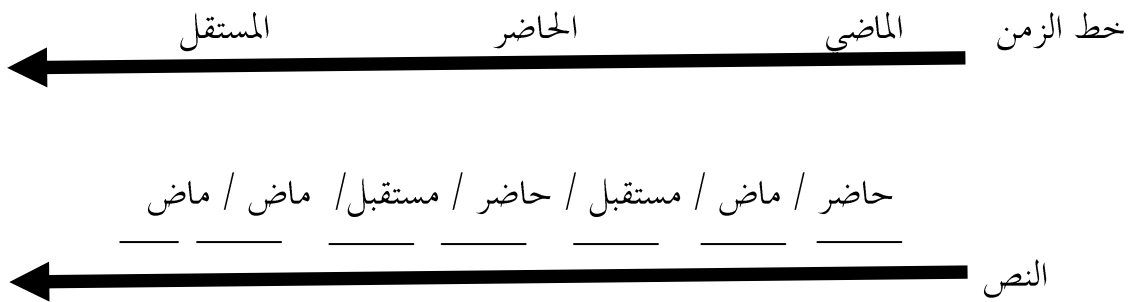 خط الزمن الماضي الحاضر المستقل
حاضر / ماض / مستقبل / حاضر / مستقبل/ ماض / ماض
النص